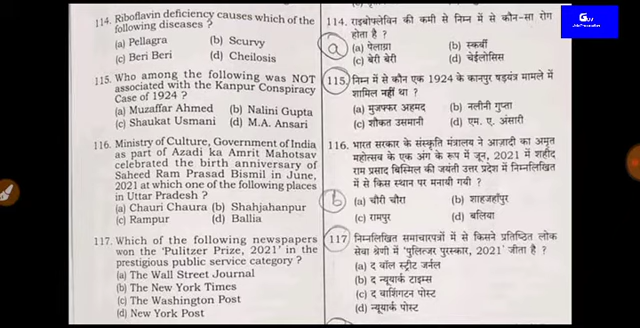 114. Riboflavin deficiency causes which of the
following diseases ?
(a) Pellagra (b) Scurvy
(c) Beri Beri (d) Cheilosis
115. Who among the following was NOT
associated with the Kanpur Conspiracy
Case of 1924 ?
(a) Muzaffar Ahmed (b) Nalini Gupta
(c) Shaukat Usmani (d) M.A. Ansari
116. Ministry of Culture, Government of India
as part of Azadi ka Amrit Mahotsav
celebrated the birth anniversary of
Saheed Ram Prasad Bismil in June,
2021 at which one of the following places
in Uttar Pradesh ?
(a) Chauri Chaura (b) Shahjahanpur
(c) Rampur (d) Ballia
117. Which of the following newspapers
won the "Pulitzer Prize, 2021' in the
prestigious public service category ?
(a) The Wall Street Journal
(b) The New York Times
(c) The Washington Post
(d) New York Post
114. राइबोफ्लेबिन की कमी से निम्न में से कौन-सा रोग
होता है ?
a
(a) पेलाग्रा (b) स्कर्वी
(c) बेरी बेरी (d) चेईलोसिस
115. निम्न में से कौन एक 1924 के कानपुर षड़यंत्र मामले में
शामिल नहीं था ?
(a) मुजफ्फर अहमद (b) नलीनी गुप्ता
(c) शौकत उसमानी (d) एम. ए. अंसारी
116. भारत सरकार के संस्कृति मंत्रालय ने आज़ादी का अमृत
महोत्सव के एक अंग के रूप में जून, 2021 में शहीद
राम प्रसाद बिस्मिल की जयंती उत्तर प्रदेश में निम्नलिखित
में से किस स्थान पर मनायी गयी ?
b
(a) चौरी चौरा (b) शाहजहाँपुर
(c) रामपुर (d) बलिया
117 निम्नलिखित समाचारपत्रों में से किसने प्रतिष्ठित लोक
सेवा श्रेणी में 'पुलित्जर पुरस्कार, 2021' जीता है ?
(a) द वॉल स्ट्रीट जर्नल
(b) द न्यूयार्क टाइम्स
(c) द वाशिंगटन पोस्ट
(d) न्यूयार्क पोस्ट